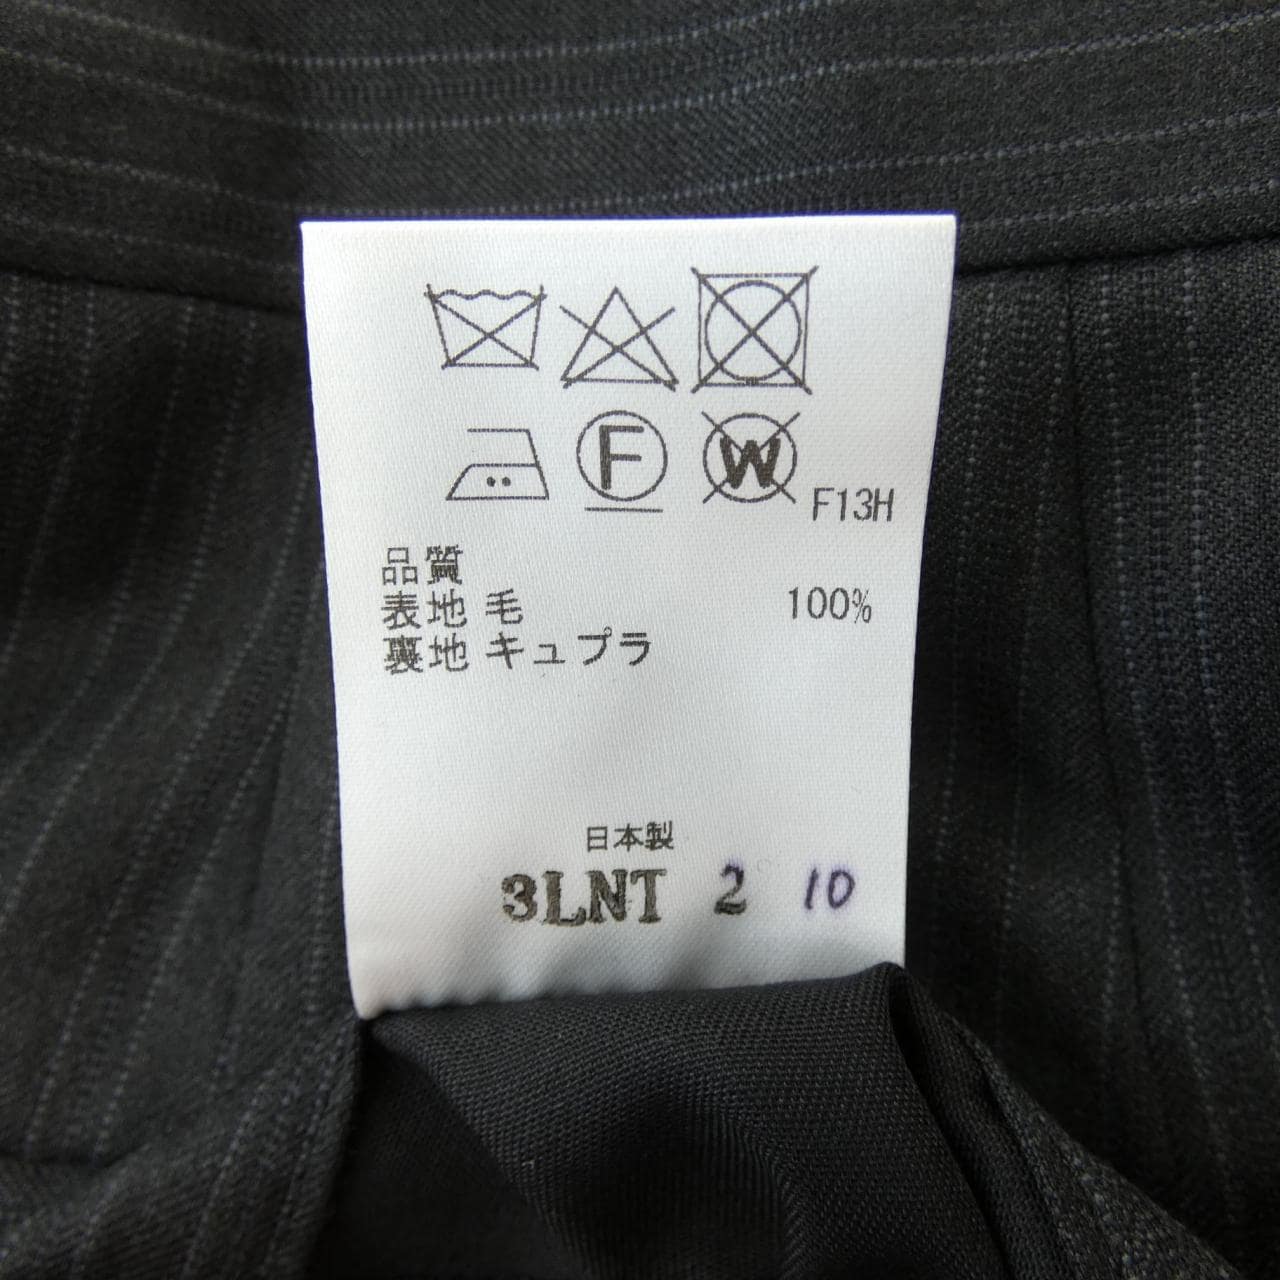 F
W
F13H
品質
表地 毛 100%
裏地 キュプラ
日本製
3LNT 2 10